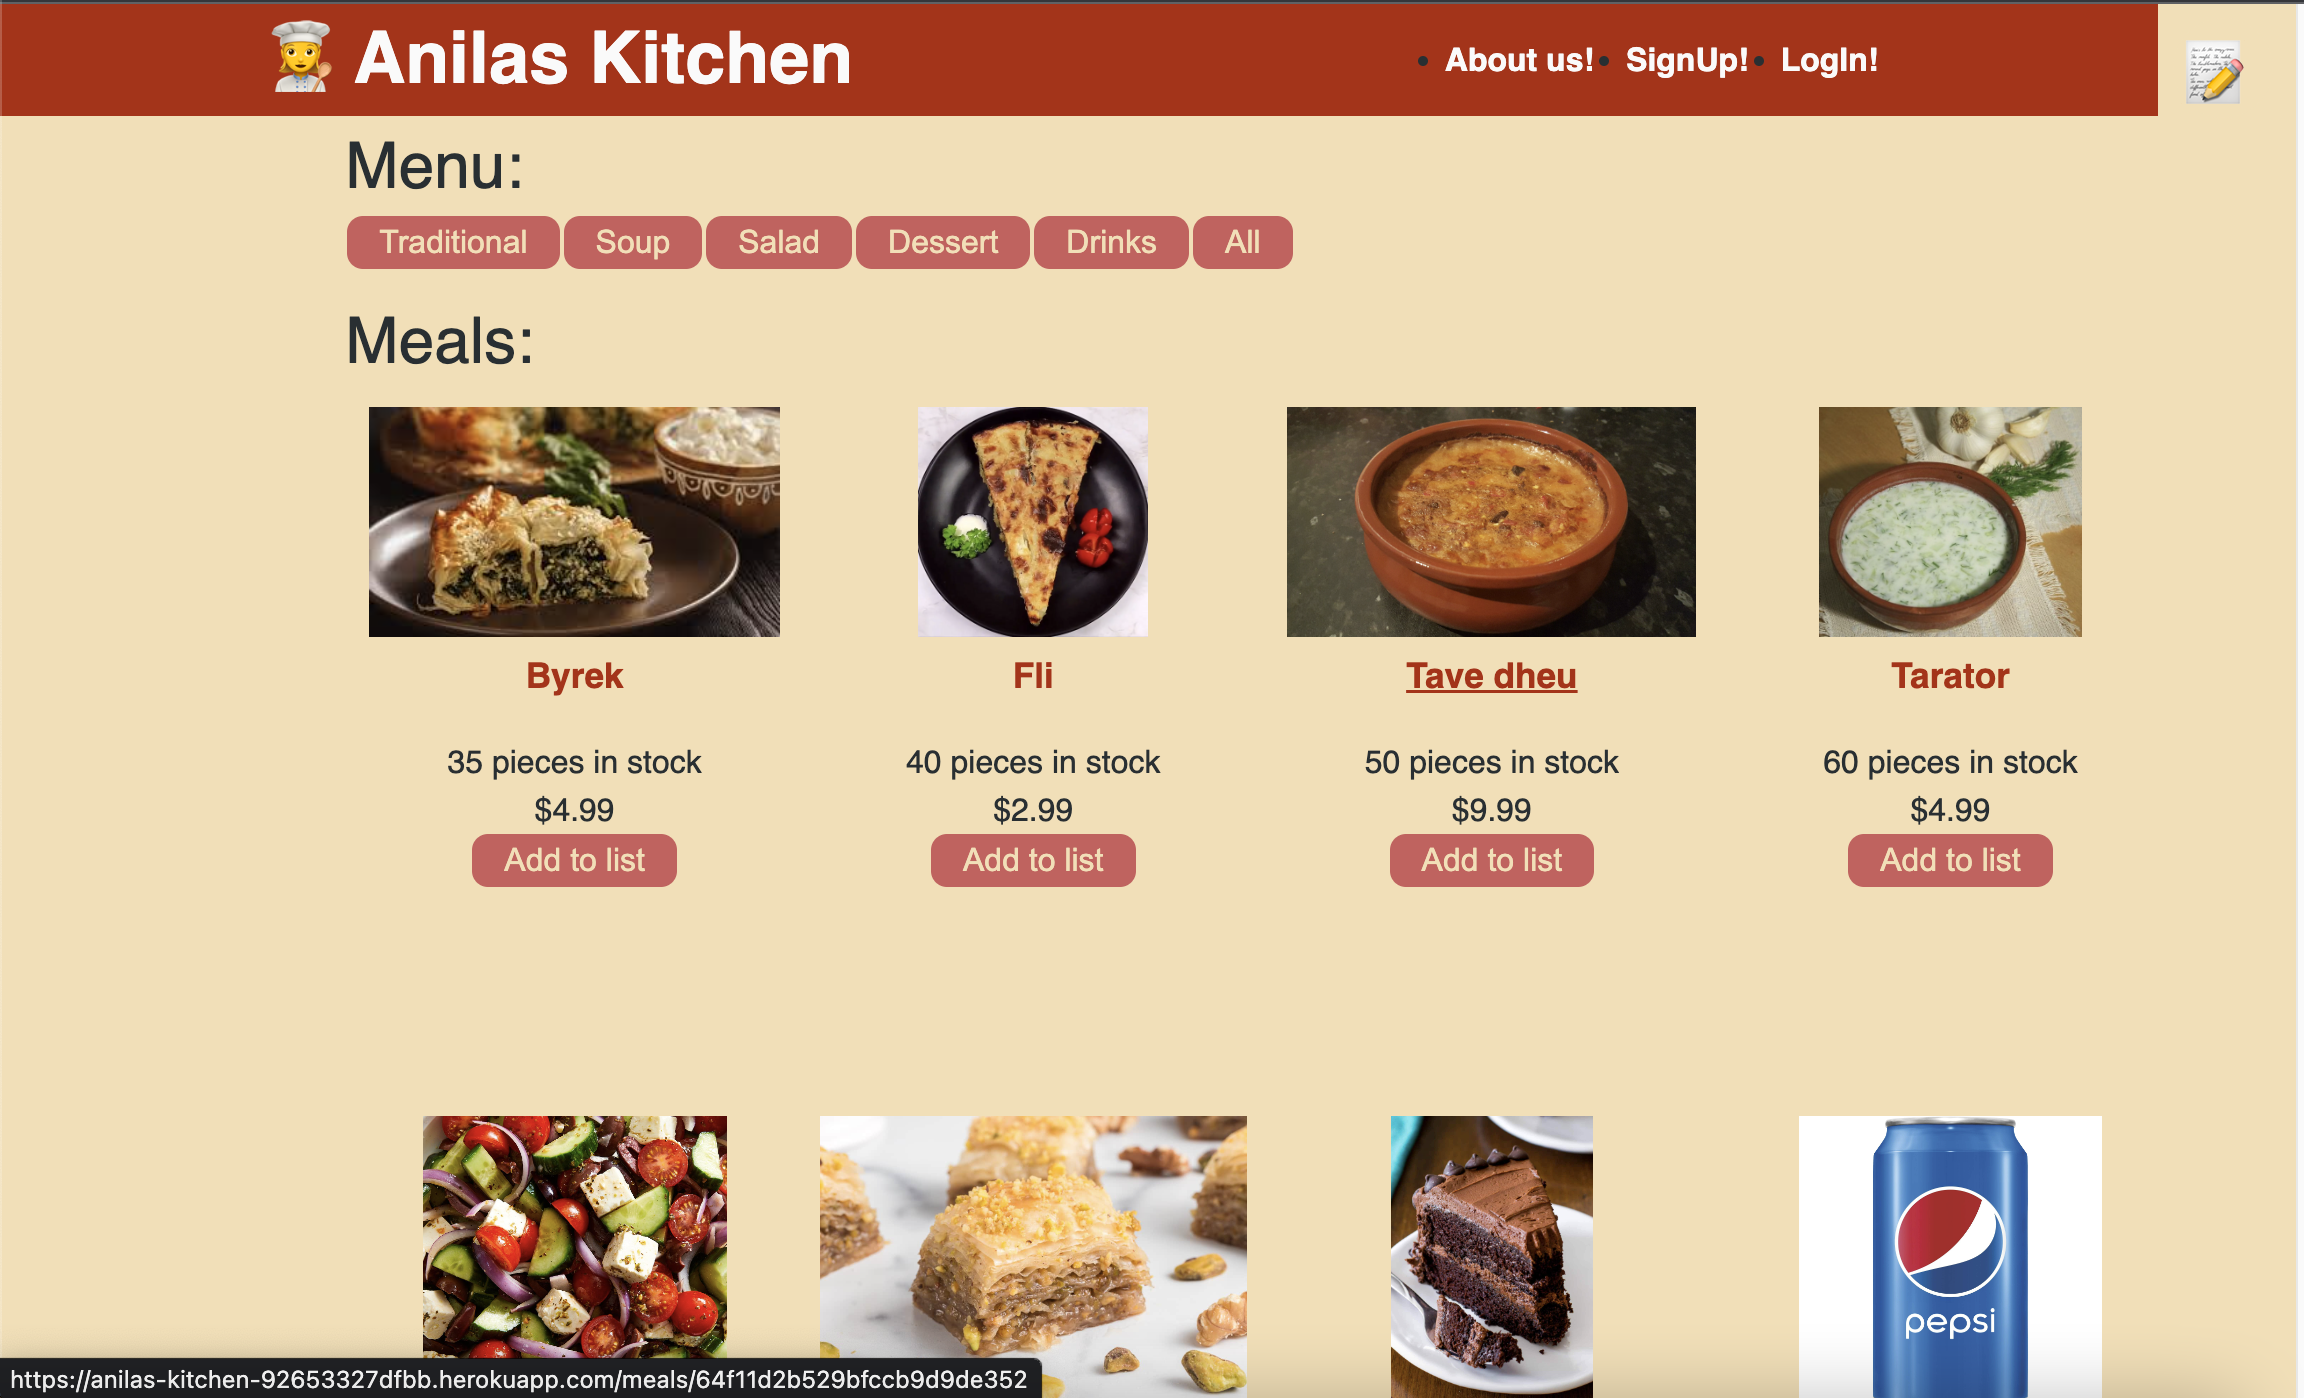 Anilas Kitchen
About us! SignUp! LogIn!
Menu:
Traditional Soup Salad Dessert Drinks All
Meals:
Byrek Fli Tave dheu Tarator
35 pieces in stock 40 pieces in stock 50 pieces in stock 60 pieces in stock
$4.99 $2.99 $9.99 $4.99
Add to list Add to list Add to list Add to list
pepsi
https://anilas-kitchen-92653327dfbb.herokuapp.com/meals/64f11d2b529bfccb9d9de352